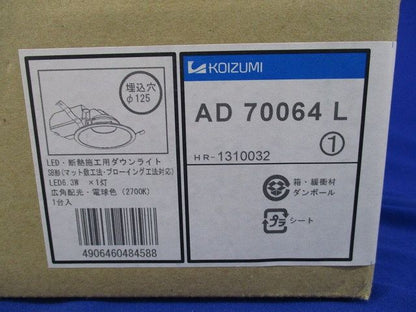 埋込穴
φ125
LED・断熱施工用ダウンライト
SB形(マット敷工法・ブローイング工法対応)
LED6.3W ×1灯
広角配光・電球色(2700K)
1台入
4906460484588
KOIZUMI
AD 70064 L
①
HR-1310032
箱・緩衝材
ダンボール
プラ
シート